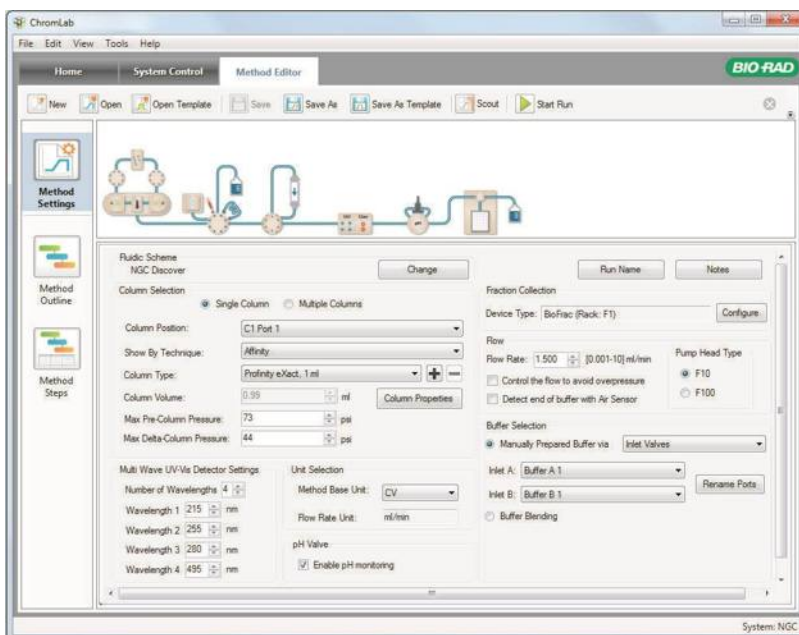 ChromLab
File Edit View Tools Help
Home System Control Method Editor
BIO-RAD
New Open Open Template Save Save As Save As Template Scout Start Run
Method Settings
Method Outline
Method Steps
Fluidic Scheme
NGC Discover
Change
Run Name
Notes
Column Selection
Single Column Multiple Columns
Column Position: C1 Port 1
Show By Technique: Affinity
Column Type: Profinity eXact, 1 ml
Column Volume: 0.99 ml
Column Properties
Max Pre-Column Pressure: 73 psi
Max Delta-Column Pressure: 44 psi
Multi Wave UV-Vis Detector Settings
Number of Wavelengths 4
Wavelength 1 215 nm
Wavelength 2 255 nm
Wavelength 3 280 nm
Wavelength 4 495 nm
Unit Selection
Method Base Unit: CV
Flow Rate Unit: ml/min
pH Valve
Enable pH monitoring
Fraction Collection
Device Type: BioFrac (Rack: F1)
Configure
Flow
Flow Rate: 1.500 [0.001-10] ml/min
Control the flow to avoid overpressure
Detect end of buffer with Air Sensor
Pump Head Type
F10
F100
Buffer Selection
Manually Prepared Buffer via Inlet Valves
Inlet A: Buffer A 1
Inlet B: Buffer B 1
Rename Ports
Buffer Blending
System: NGC